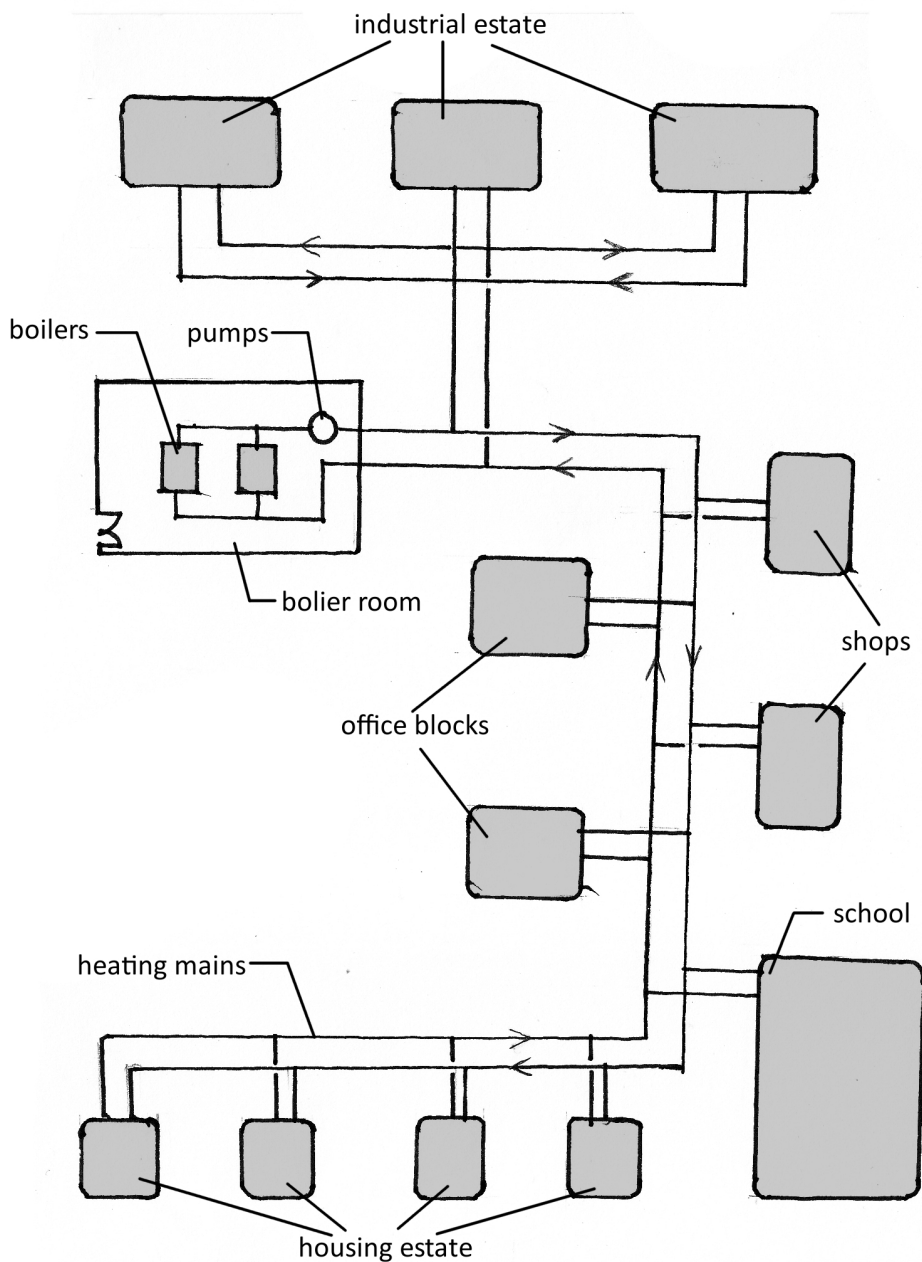 industrial estate
boilers
pumps
bolier room
shops
office blocks
school
heating mains
housing estate